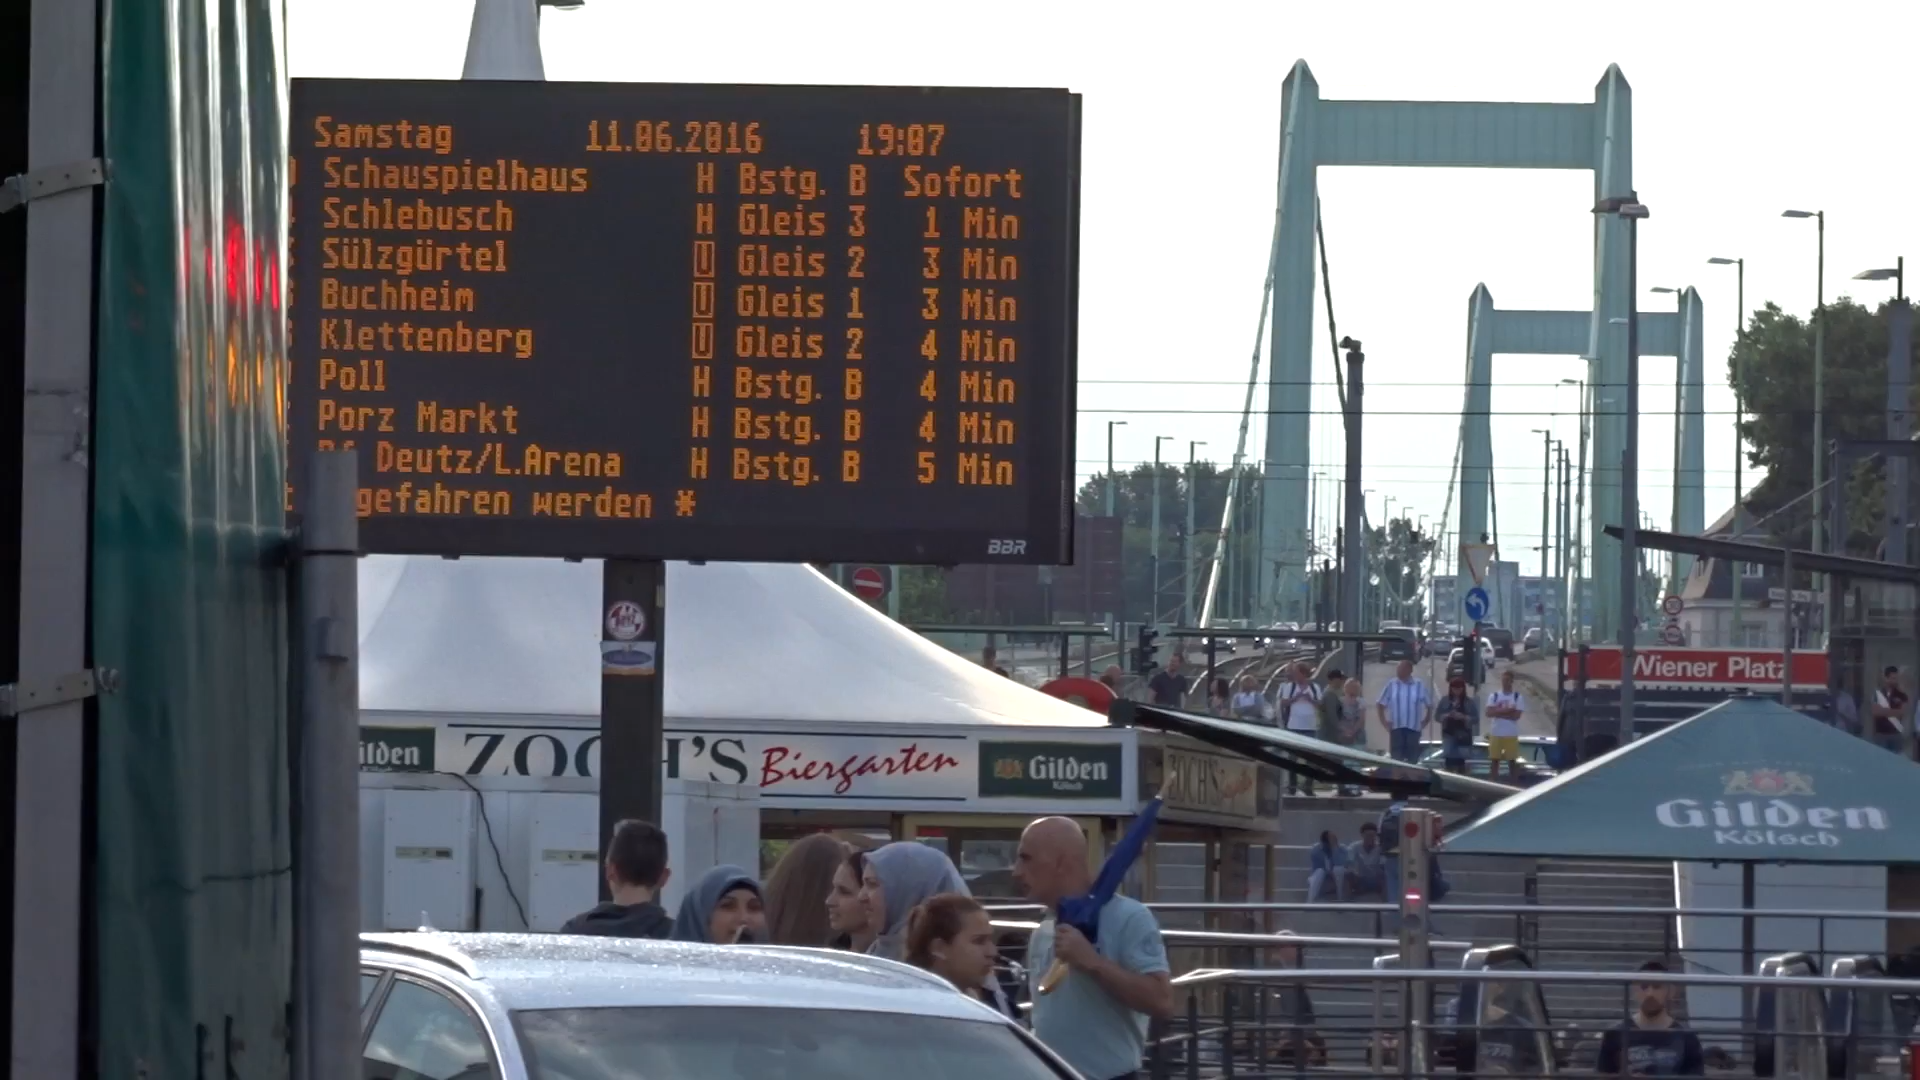 Samstag 11.06.2016 19:07
Schauspielhaus H Bstg. B Sofort
Schlebusch H Gleis 3 1 Min
Sülzgürtel U Gleis 2 3 Min
Buchheim U Gleis 1 3 Min
Klettenberg U Gleis 2 4 Min
Poll H Bstg. B 4 Min
Porz Markt H Bstg. B 4 Min
Deutz/L.Arena H Bstg. B 5 Min
gefahren werden *
BBR
Wiener Platz
ilden ZOCH'S Biergarten Gilden Kölsch
ZOCH'S
Gilden
Kölsch